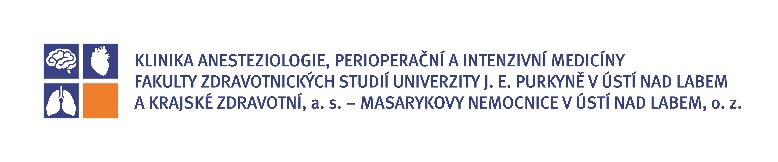 KLINIKA ANESTEZIOLOGIE, PERIOPERAČNÍ A INTENZIVNÍ MEDICÍNY
FAKULTY ZDRAVOTNICKÝCH STUDIÍ UNIVERZITY J. E. PURKYNĚ V ÚSTÍ NAD LABEM
A KRAJSKÉ ZDRAVOTNÍ, a. s. – MASARYKOVY NEMOCNICE V ÚSTÍ NAD LABEM, o. z.